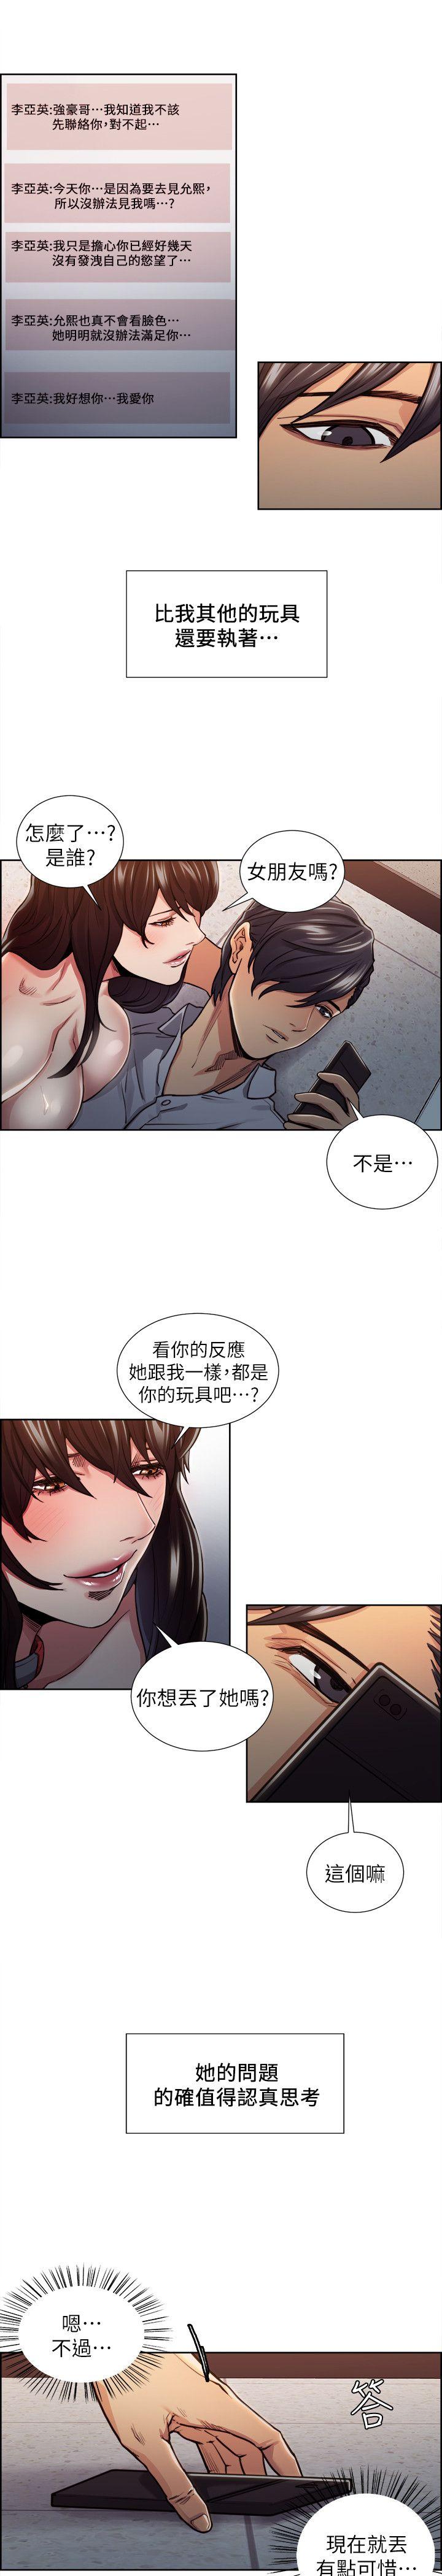 李亞英:強豪哥⋯我知道我不該
先聯絡你,對不起⋯
李亞英:今天你⋯是因為要去見允熙,
所以沒辦法見我嗎⋯?
李亞英:我只是擔心你已經好幾天
沒有發洩自己的慾望了⋯
李亞英:允熙也真不會看臉色⋯
她明明就沒辦法滿足你⋯
李亞英:我好想你⋯我愛你
比我其他的玩具
還要執著⋯
怎麼了⋯?
是誰?
女朋友嗎?
不是⋯
看你的反應
她跟我一樣,都是
你的玩具吧⋯?
你想丟了她嗎?
這個嘛
她的問題
的確值得認真思考
嗯⋯
不過⋯
答
現在就丟
有點可惜⋯